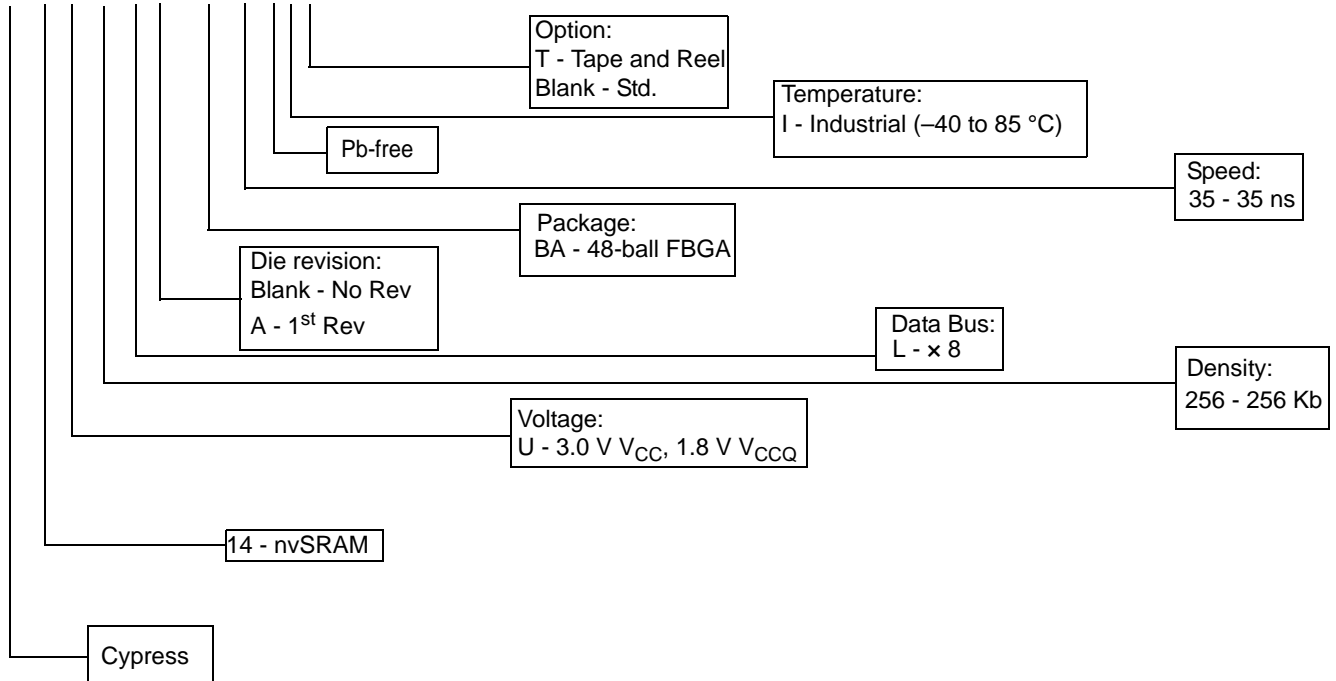 Option:
T - Tape and Reel
Blank - Std.
Temperature:
I - Industrial (–40 to 85 °C)
Pb-free
Speed:
35 - 35 ns
Package:
BA - 48-ball FBGA
Die revision:
Blank - No Rev
A - 1st Rev
Data Bus:
L - × 8
Density:
256 - 256 Kb
Voltage:
U - 3.0 V VCC, 1.8 V VCCQ
14 - nvSRAM
Cypress